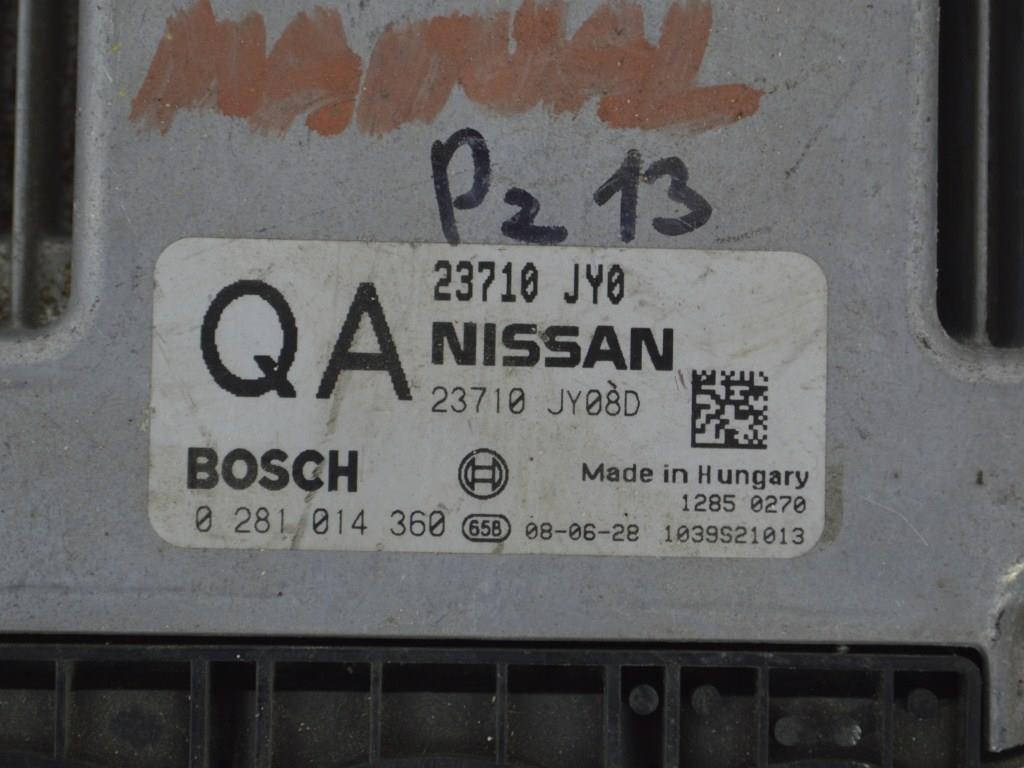 MANUAL
Pz 13
QA
23710 JY0
NISSAN
23710 JY08D
BOSCH
Made in Hungary
1285 0270
0 281 014 360 658 08-06-28 1039S21013